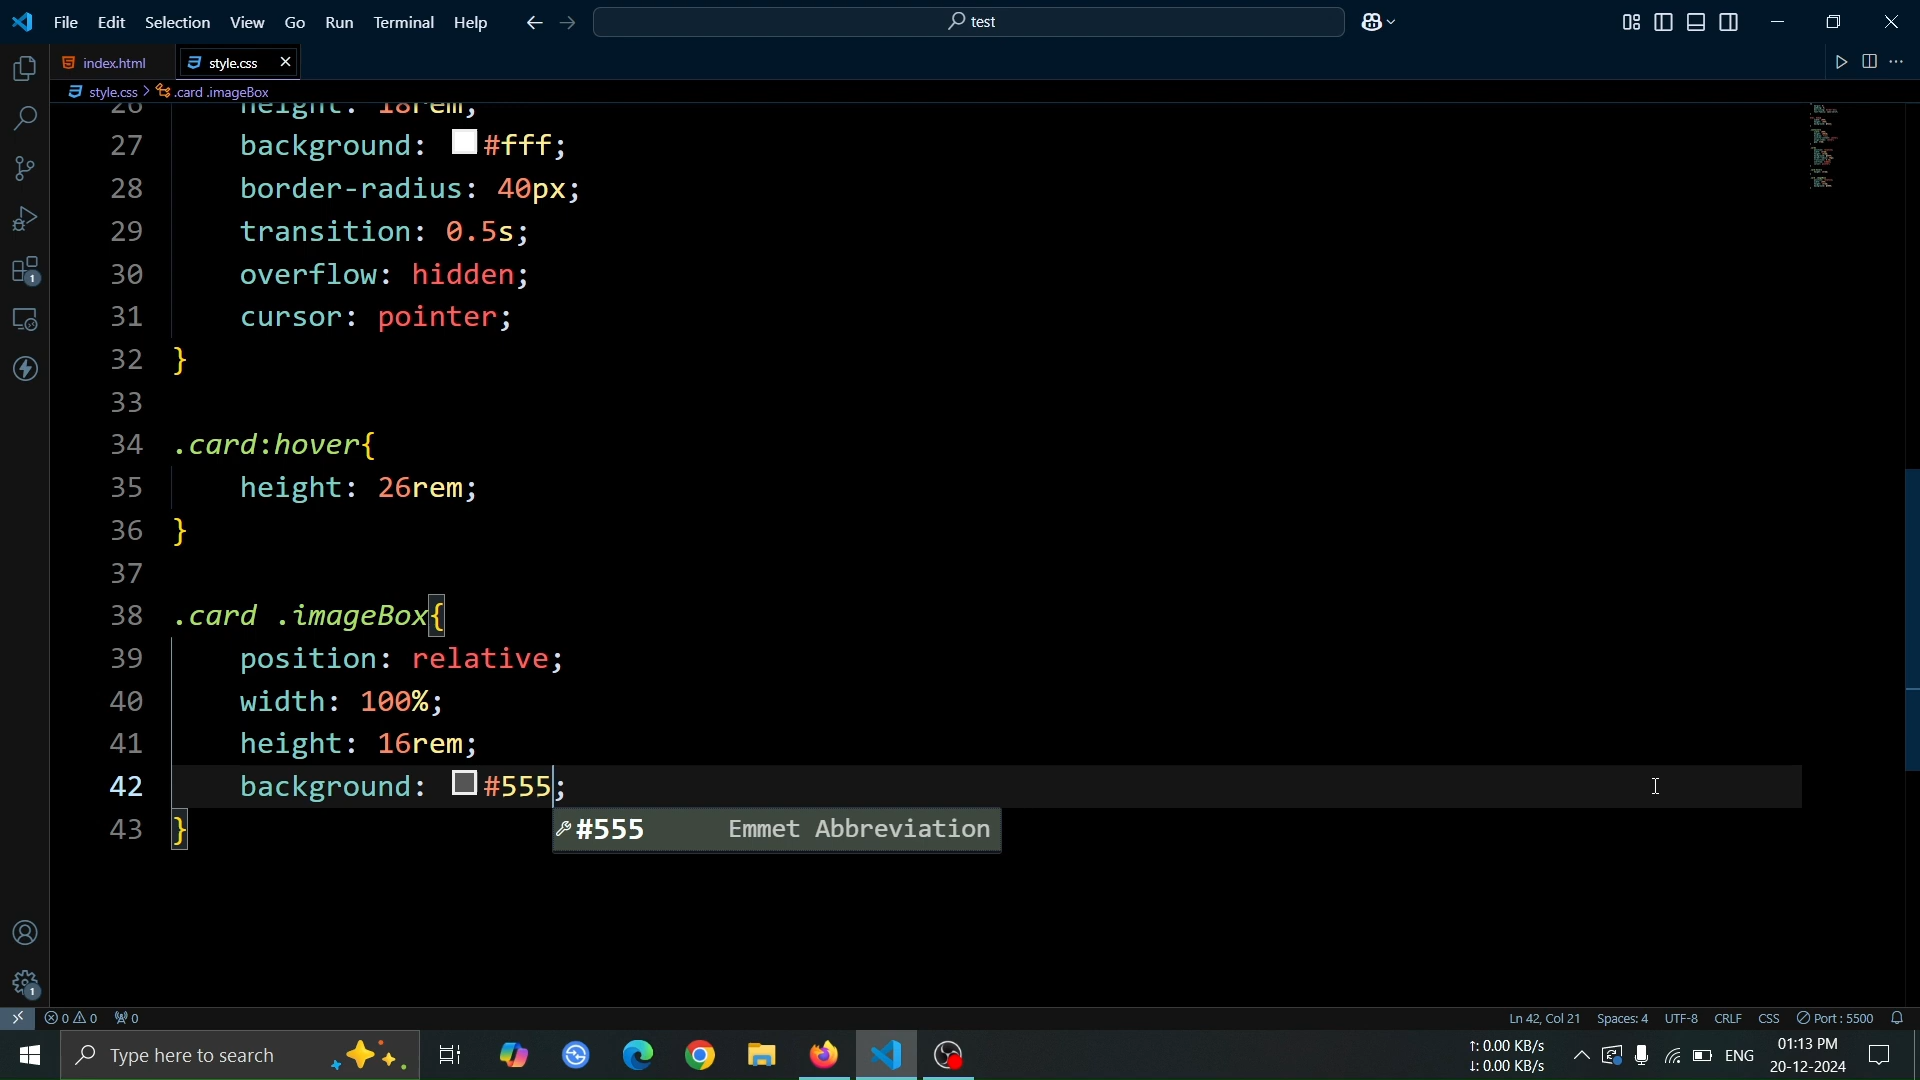 File Edit Selection View Go Run Terminal Help
test
index.html
style.css
style.css > .card .imageBox
26 height: 18rem;
27 background: #fff;
28 border-radius: 40px;
29 transition: 0.5s;
30 overflow: hidden;
31 cursor: pointer;
32 }
33
34 .card:hover{
35 height: 26rem;
36 }
37
38 .card .imageBox{
39 position: relative;
40 width: 100%;
41 height: 16rem;
42 background: #555;
43 }
#555 Emmet Abbreviation
1
1
0 0 0
Ln 42, Col 21 Spaces: 4 UTF-8 CRLF CSS Port : 5500
Type here to search
↑: 0.00 KB/s
↓: 0.00 KB/s
ENG
01:13 PM
20-12-2024